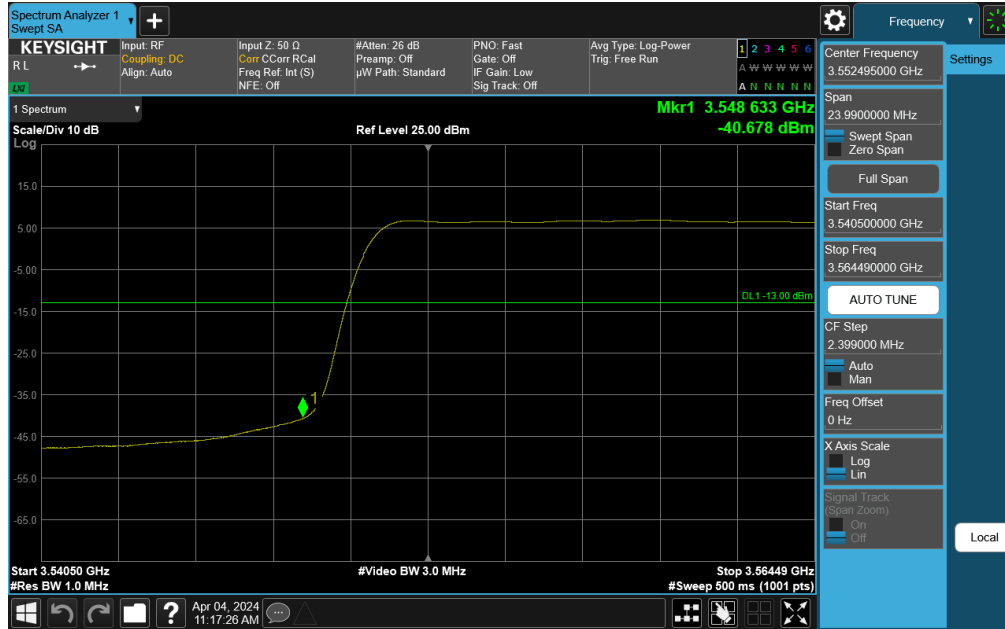 Spectrum Analyzer 1
Swept SA
Frequency
KEYSIGHT
R L
LXI
Input: RF
Coupling: DC
Align: Auto
Input Z: 50 Ω
Corr CCorr RCal
Freq Ref: Int (S)
NFE: Off
#Atten: 26 dB
Preamp: Off
µW Path: Standard
PNO: Fast
Gate: Off
IF Gain: Low
Sig Track: Off
Avg Type: Log-Power
Trig: Free Run
1 2 3 4 5 6
A W W W W W
A N N N N N
1 Spectrum
Mkr1 3.548 633 GHz
-40.678 dBm
Scale/Div 10 dB
Ref Level 25.00 dBm
Log
15.0
5.00
-5.00
DL1 -13.00 dBm
-15.0
-25.0
-35.0
1
-45.0
-55.0
-65.0
Start 3.54050 GHz
#Video BW 3.0 MHz
Stop 3.56449 GHz
#Res BW 1.0 MHz
#Sweep 500 ms (1001 pts)
Center Frequency
3.552495000 GHz
Settings
Span
23.9900000 MHz
Swept Span
Zero Span
Full Span
Start Freq
3.540500000 GHz
Stop Freq
3.564490000 GHz
AUTO TUNE
CF Step
2.399000 MHz
Auto
Man
Freq Offset
0 Hz
X Axis Scale
Log
Lin
Signal Track
(Span Zoom)
On
Off
Local
?
Apr 04, 2024
11:17:26 AM